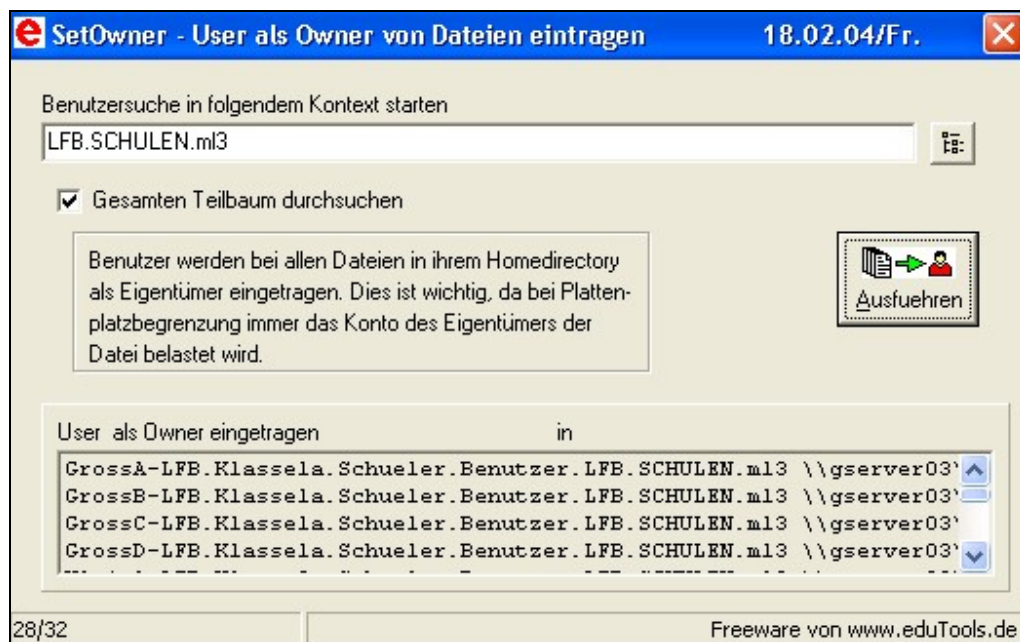 e SetOwner - User als Owner von Dateien eintragen 18.02.04/Fr.
Benutzersuche in folgendem Kontext starten
LFB.SCHULEN.ml3
Gesamten Teilbaum durchsuchen
Benutzer werden bei allen Dateien in ihrem Homedirectory
als Eigentümer eingetragen. Dies ist wichtig, da bei Platten-
platzbegrenzung immer das Konto des Eigentümers der
Datei belastet wird.
Ausfuehren
User als Owner eingetragen in
GrossA-LFB.Klassela.Schueler.Benutzer.LFB.SCHULEN.ml3 \\gserver03
GrossB-LFB.Klassela.Schueler.Benutzer.LFB.SCHULEN.ml3 \\gserver03
GrossC-LFB.Klassela.Schueler.Benutzer.LFB.SCHULEN.ml3 \\gserver03
GrossD-LFB.Klassela.Schueler.Benutzer.LFB.SCHULEN.ml3 \\gserver03
28/32 Freeware von www.eduTools.de